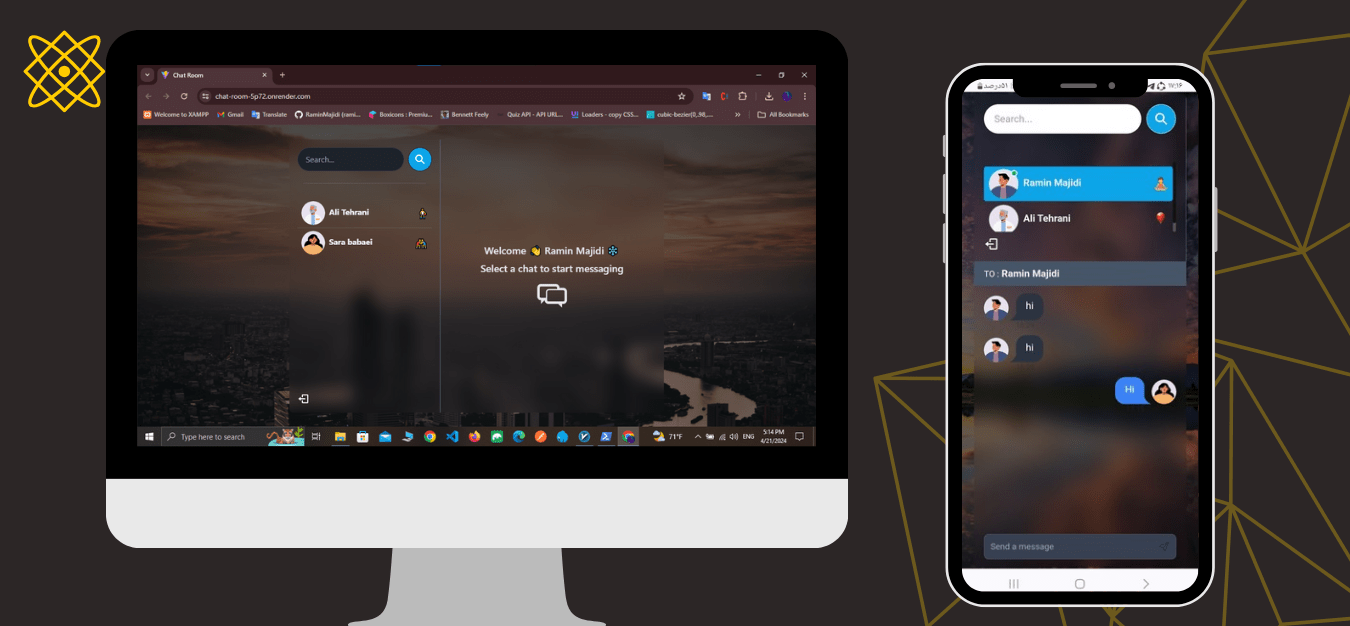 Chat Room
chat-room-5p72.onrender.com
Welcome to XAMPP
Gmail
Translate
RaminMajidi (rami...
Boxicons : Premiu...
Bennett Feely
Quiz API - API URL...
Loaders - copy CSS...
cubic-bezier(0,.98,...
All Bookmarks
Search...
Ali Tehrani
Sara babaei
Welcome 👋 Ramin Majidi ❄
Select a chat to start messaging
Type here to search
71°F
ENG
5:14 PM
4/21/2024
۵۱درصد
۱۷:۱۶
Search...
Ramin Majidi
Ali Tehrani
TO : Ramin Majidi
hi
hi
Hi
Send a message